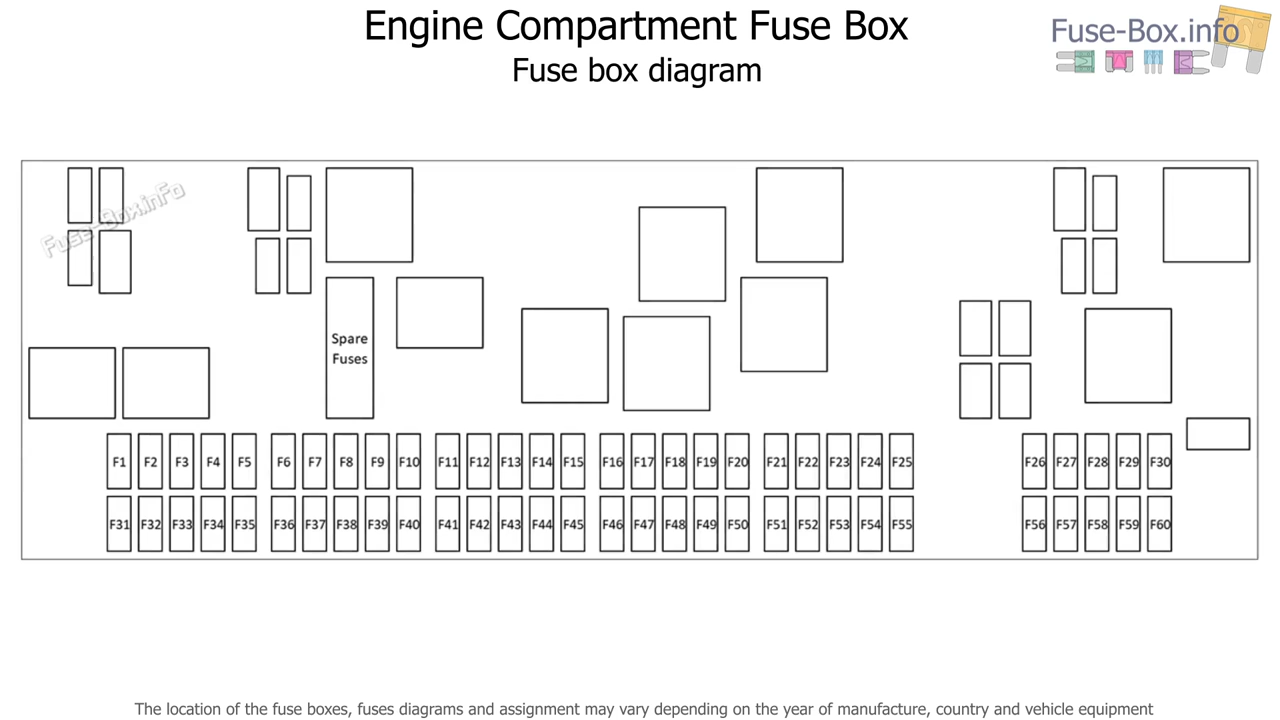 Engine Compartment Fuse Box
Fuse box diagram
Fuse-Box.info
Fuse-Box.info
Spare
Fuses
F1 F2 F3 F4 F5 F6 F7 F8 F9 F10 F11 F12 F13 F14 F15 F16 F17 F18 F19 F20 F21 F22 F23 F24 F25 F26 F27 F28 F29 F30
F31 F32 F33 F34 F35 F36 F37 F38 F39 F40 F41 F42 F43 F44 F45 F46 F47 F48 F49 F50 F51 F52 F53 F54 F55 F56 F57 F58 F59 F60
The location of the fuse boxes, fuses diagrams and assignment may vary depending on the year of manufacture, country and vehicle equipment